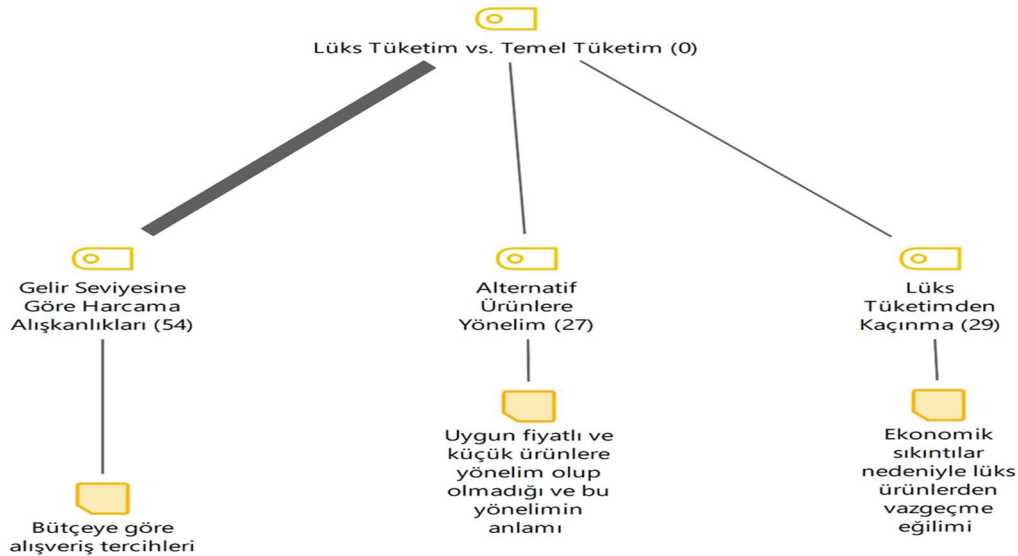 Lüks Tüketim vs. Temel Tüketim (0)
Gelir Seviyesine
Göre Harcama
Alışkanlıkları (54)
Alternatif
Ürünlere
Yönelim (27)
Lüks
Tüketimden
Kaçınma (29)
Bütçeye göre
alışveriş tercihleri
Uygun fiyatlı ve
küçük ürünlere
yönelim olup
olmadığı ve bu
yönelimin
anlamı
Ekonomik
sıkıntılar
nedeniyle lüks
ürünlerden
vazgeçme
eğilimi